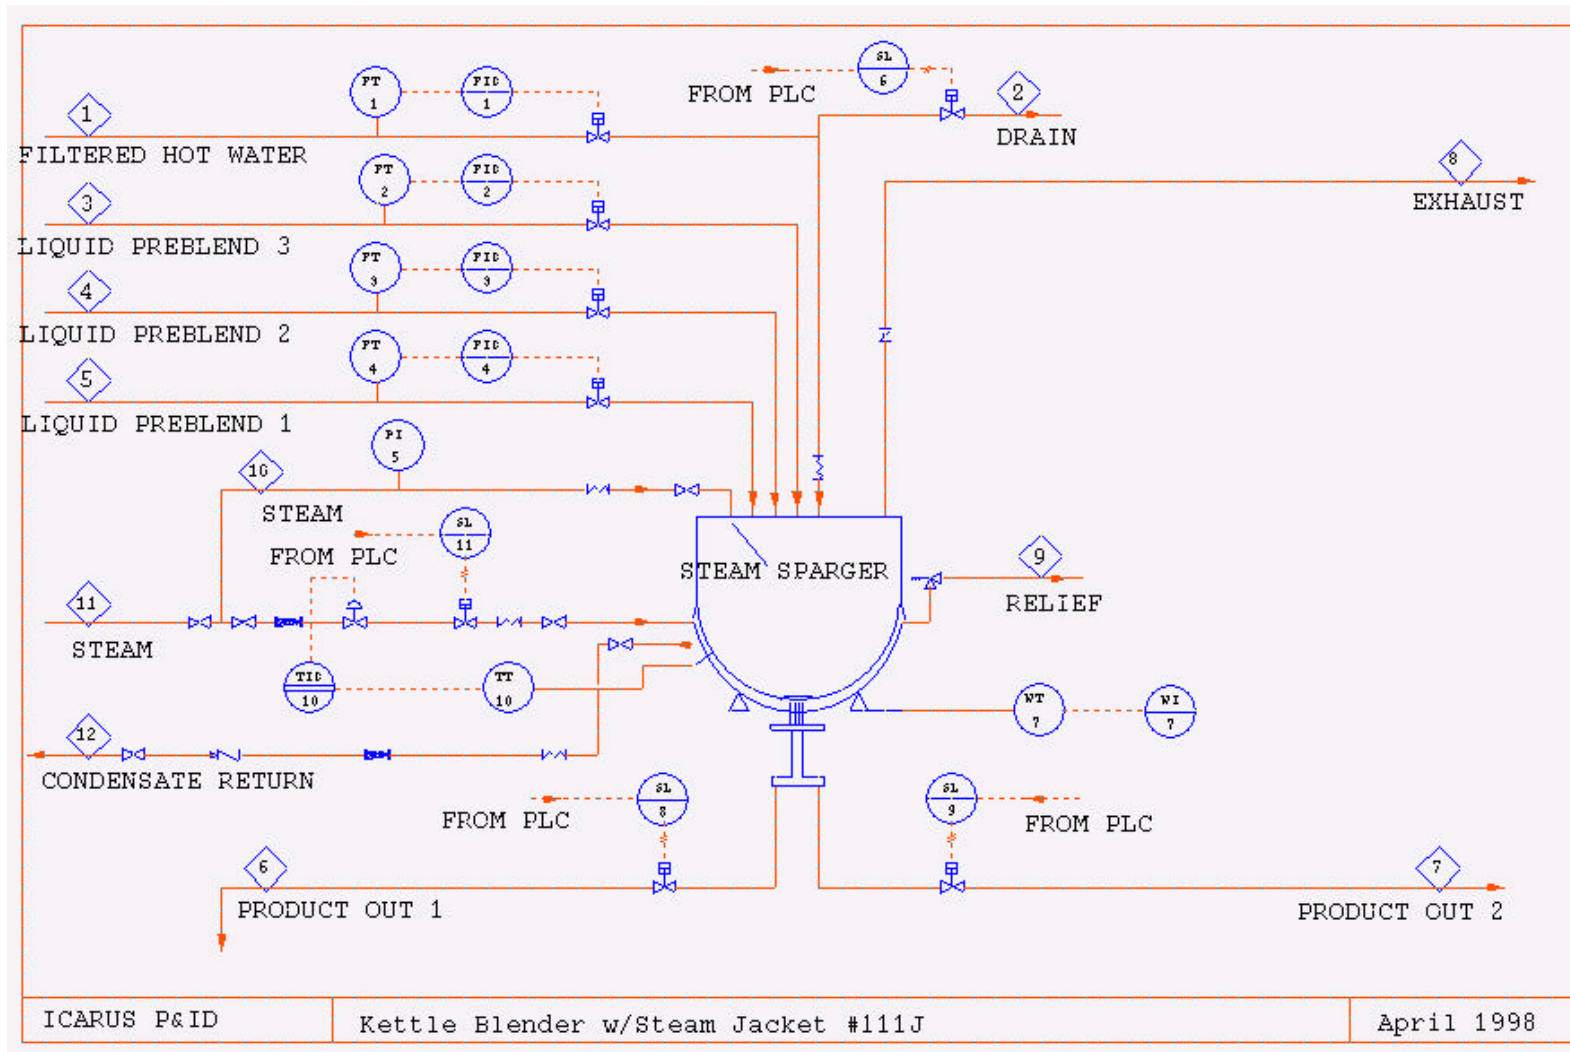 SL
6
FROM PLC
2
DRAIN
FT
1
FIC
1
1
FILTERED HOT WATER
8
EXHAUST
FT
2
FIC
2
3
LIQUID PREBLEND 3
FT
3
FIC
3
4
LIQUID PREBLEND 2
FT
4
FIC
4
5
LIQUID PREBLEND 1
PI
5
10
STEAM
SL
11
FROM PLC
STEAM SPARGER
9
RELIEF
11
STEAM
TIC
10
TT
10
WT
7
WI
7
12
CONDENSATE RETURN
SL
8
FROM PLC
SL
9
FROM PLC
6
PRODUCT OUT 1
7
PRODUCT OUT 2
ICARUS P&ID
Kettle Blender w/Steam Jacket #111J
April 1998